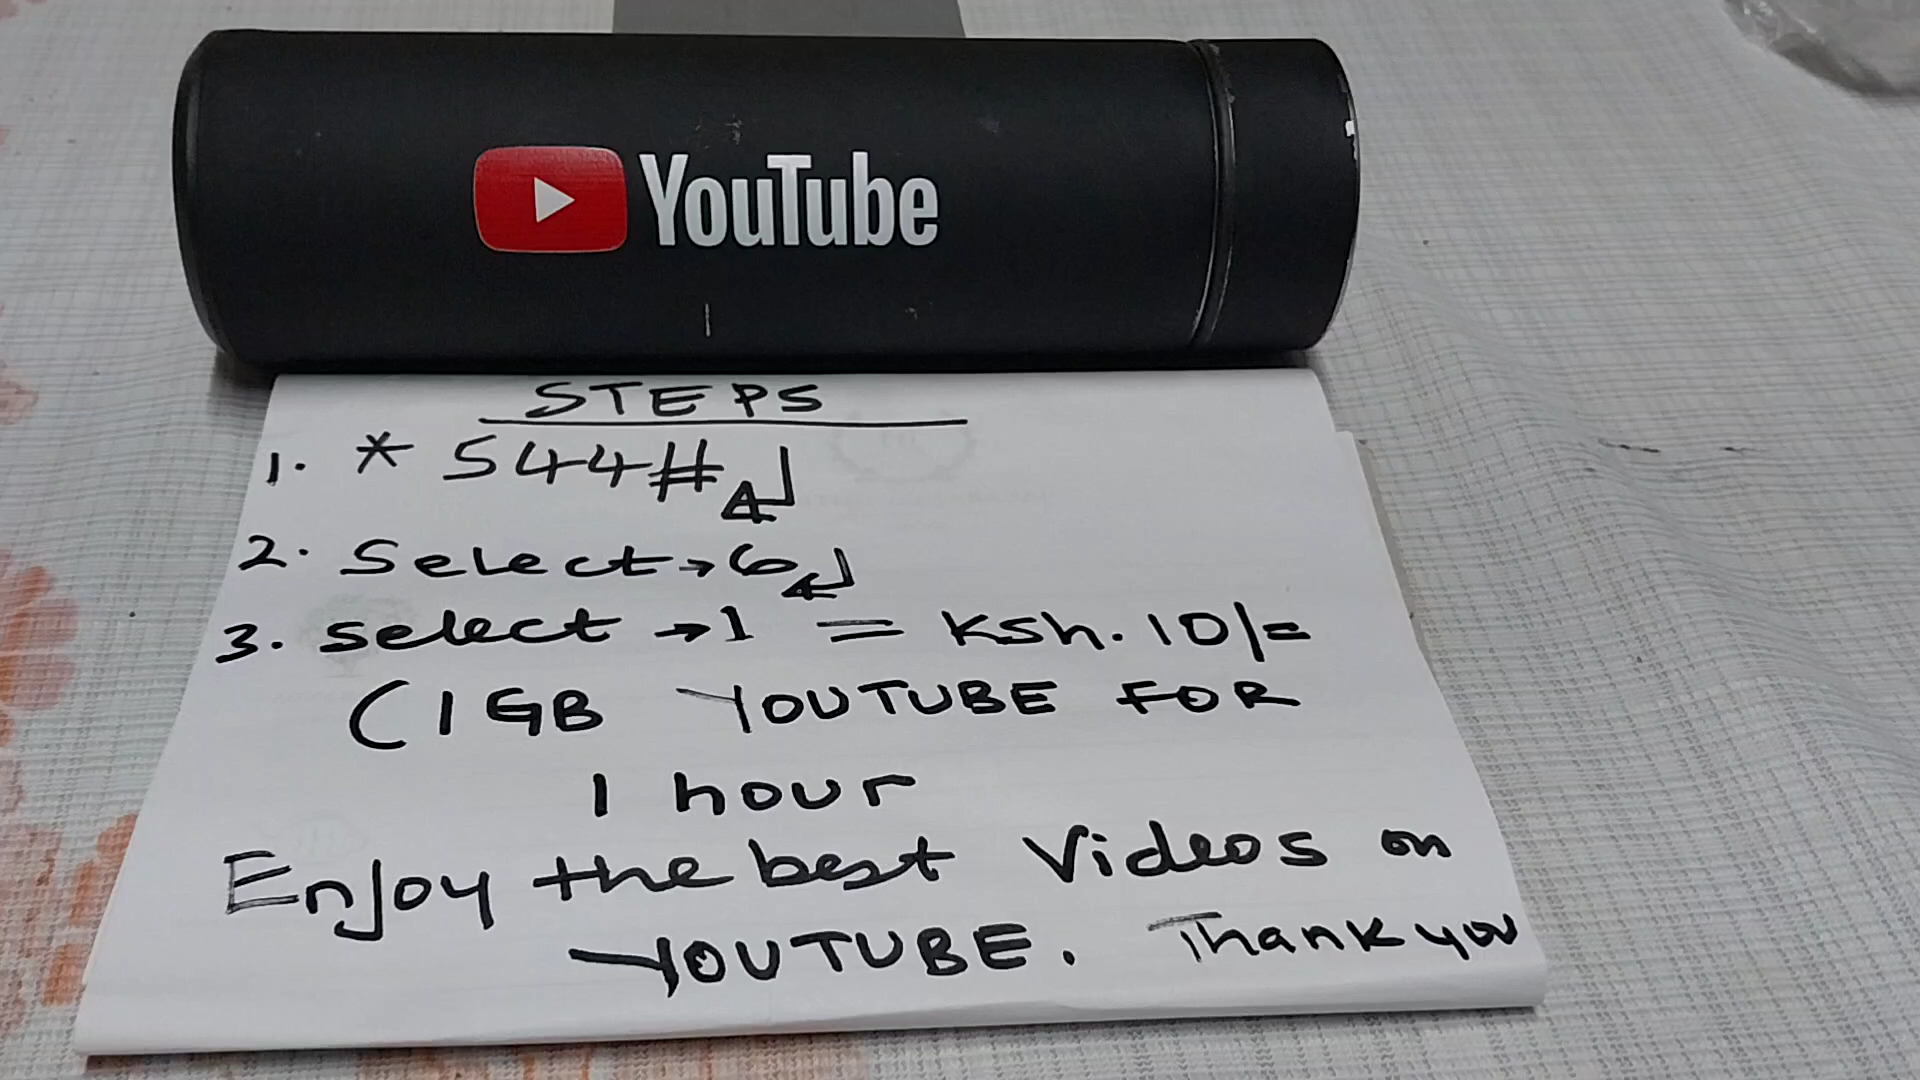 YouTube
STEPS
1. *544#↵
2. Select→6↵
3. select →1 = Ksh.10/=
(1GB YOUTUBE FOR
1 hour
Enjoy the best Videos on
YOUTUBE. Thank you